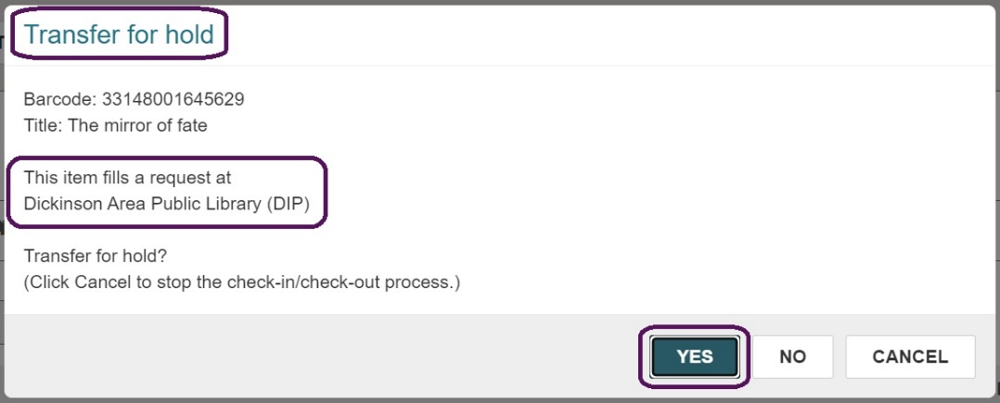 Transfer for hold
Barcode: 33148001645629
Title: The mirror of fate
This item fills a request at
Dickinson Area Public Library (DIP)
Transfer for hold?
(Click Cancel to stop the check-in/check-out process.)
YES NO CANCEL